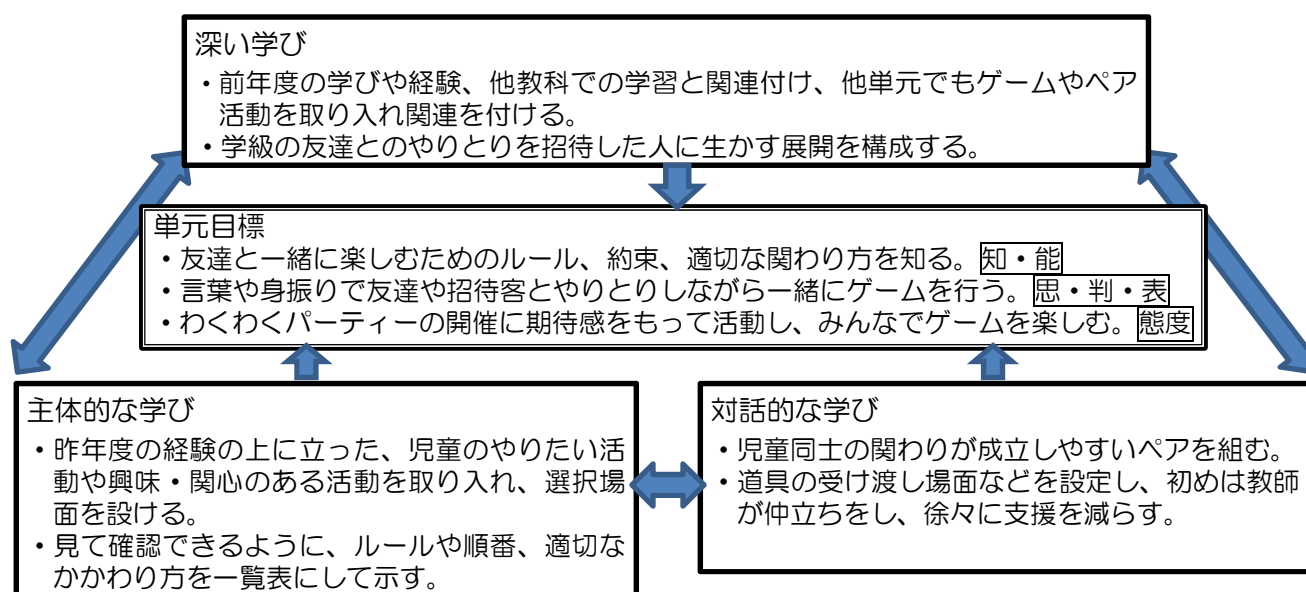 深い学び
・前年度の学びや経験、他教科での学習と関連付け、他単元でもゲームやペア
活動を取り入れ関連を付ける。
・学級の友達とのやりとりを招待した人に生かす展開を構成する。
単元目標
・友達と一緒に楽しむためのルール、約束、適切な関わり方を知る。知・能
・言葉や身振りで友達や招待客とやりとりしながら一緒にゲームを行う。思・判・表
・わくわくパーティーの開催に期待感をもって活動し、みんなでゲームを楽しむ。態度
主体的な学び
・昨年度の経験の上に立った、児童のやりたい活
動や興味・関心のある活動を取り入れ、選択場
面を設ける。
・見て確認できるように、ルールや順番、適切な
かかわり方を一覧表にして示す。
対話的な学び
・児童同士の関わりが成立しやすいペアを組む。
・道具の受け渡し場面などを設定し、初めは教師
が仲立ちをし、徐々に支援を減らす。